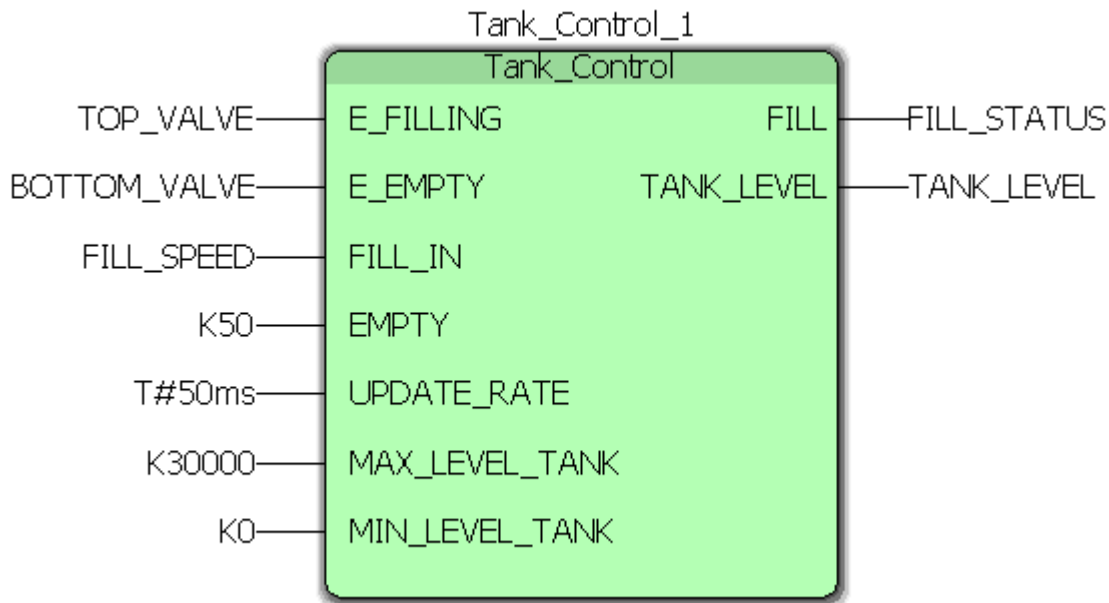 Tank_Control_1
Tank_Control
TOP_VALVE E_FILLING FILL FILL_STATUS
BOTTOM_VALVE E_EMPTY TANK_LEVEL TANK_LEVEL
FILL_SPEED FILL_IN
K50 EMPTY
T#50ms UPDATE_RATE
K30000 MAX_LEVEL_TANK
K0 MIN_LEVEL_TANK